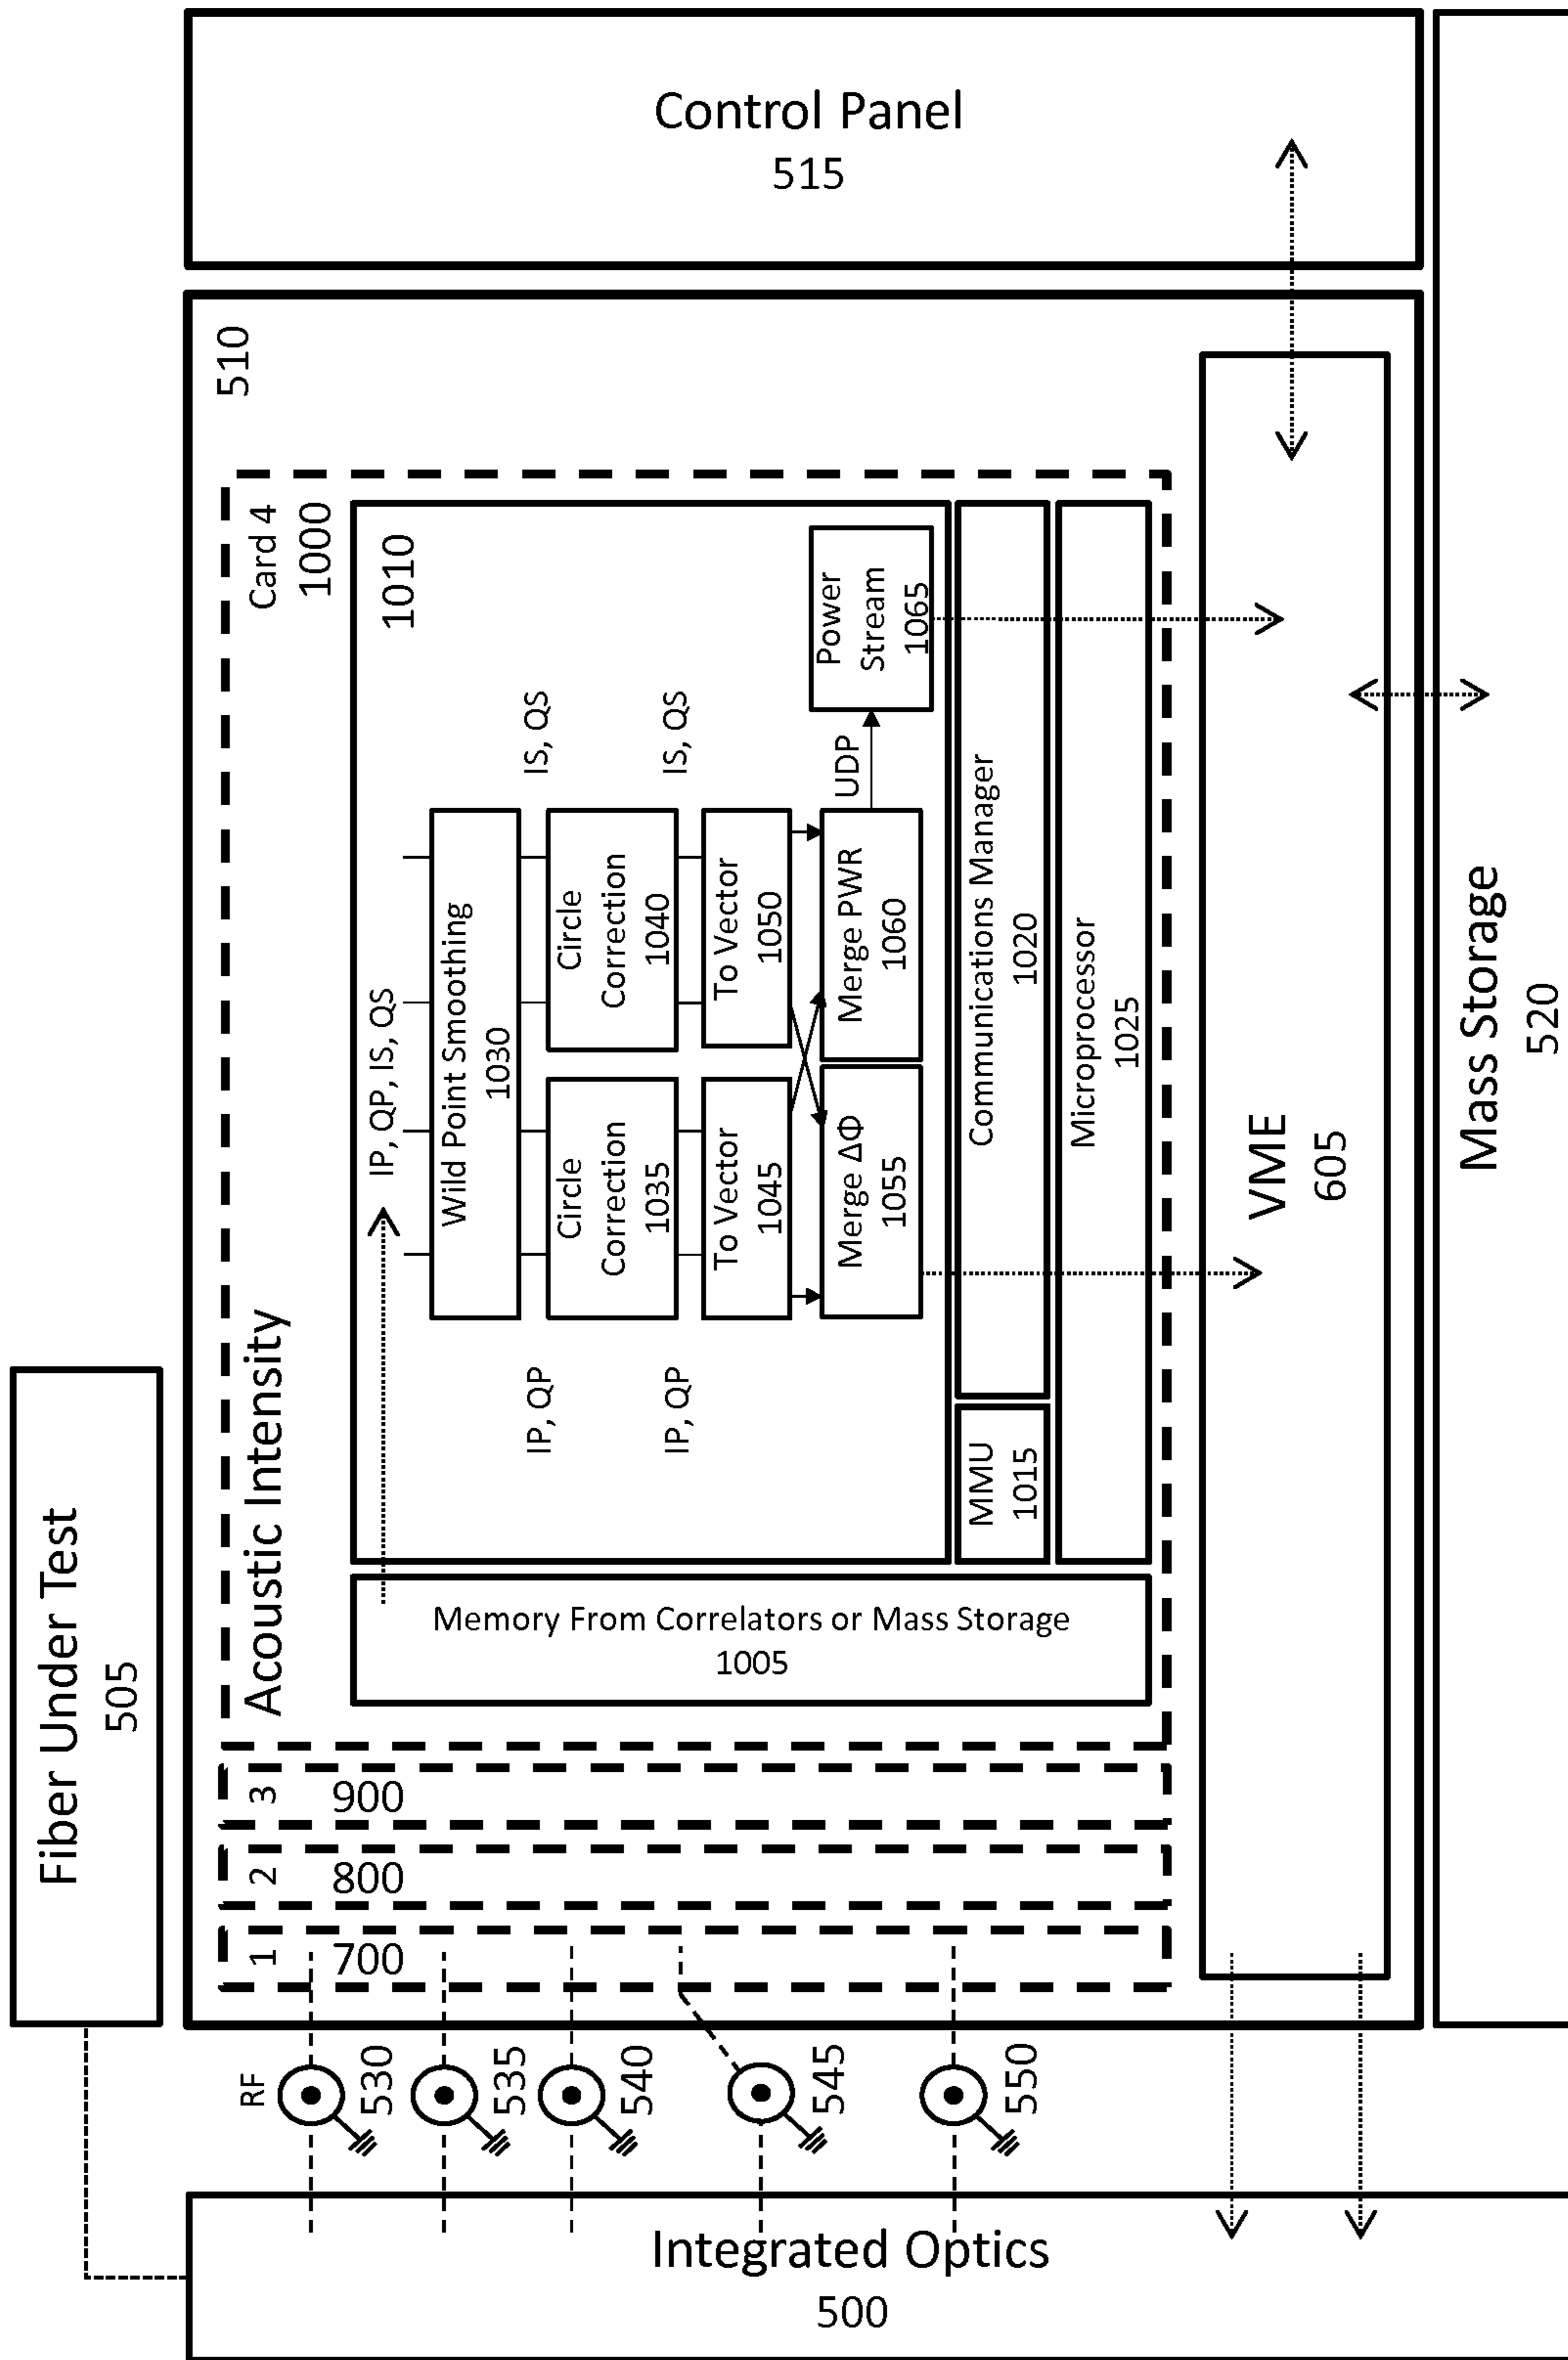 Fiber Under Test
505
Control Panel
515
510
Acoustic Intensity
Card 4
1000
1010
IP, QP, IS, QS
Wild Point Smoothing
1030
IP, QP
IS, QS
Circle
Correction
1035
Circle
Correction
1040
IP, QP
IS, QS
To Vector
1045
To Vector
1050
Merge ΔΦ
1055
Merge PWR
1060
UDP
Power
Stream
1065
MMU
1015
Communications Manager
1020
Microprocessor
1025
Memory From Correlators or Mass Storage
1005
1
700
2
800
3
900
RF
530
535
540
545
550
VME
605
Mass Storage
520
Integrated Optics
500